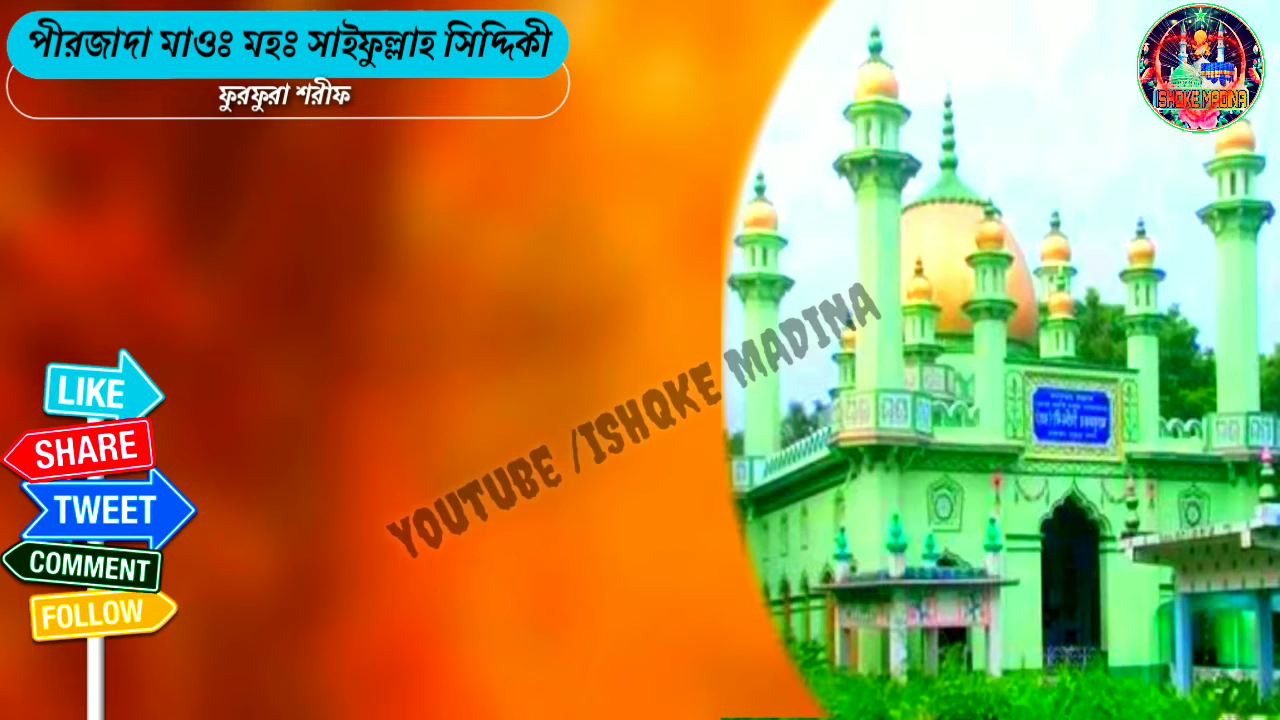 পীরজাদা মাওঃ মহঃ সাইফুল্লাহ সিদ্দিকী
ফুরফুরা শরীফ
ISHQKE MADINA
YOUTUBE /ISHQKE MADINA
LIKE
SHARE
TWEET
COMMENT
FOLLOW